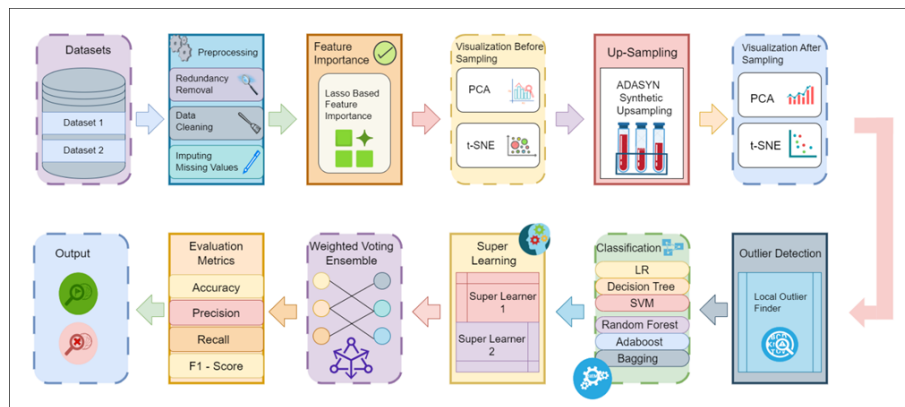 Datasets
Dataset 1
Dataset 2
Preprocessing
Redundancy
Removal
Data
Cleaning
Imputing
Missing Values
Feature
Importance
Lasso Based
Feature
Importance
Visualization Before
Sampling
PCA
t-SNE
Up-Sampling
ADASYN
Synthetic
Upsampling
Visualization After
Sampling
PCA
t-SNE
Outlier Detection
Local Outlier
Finder
Classification
LR
Decision Tree
SVM
Random Forest
Adaboost
Bagging
Super
Learning
Super Learner
1
Super Learner
2
Weighted Voting
Ensemble
Evaluation
Metrics
Accuracy
Precision
Recall
F1 - Score
Output